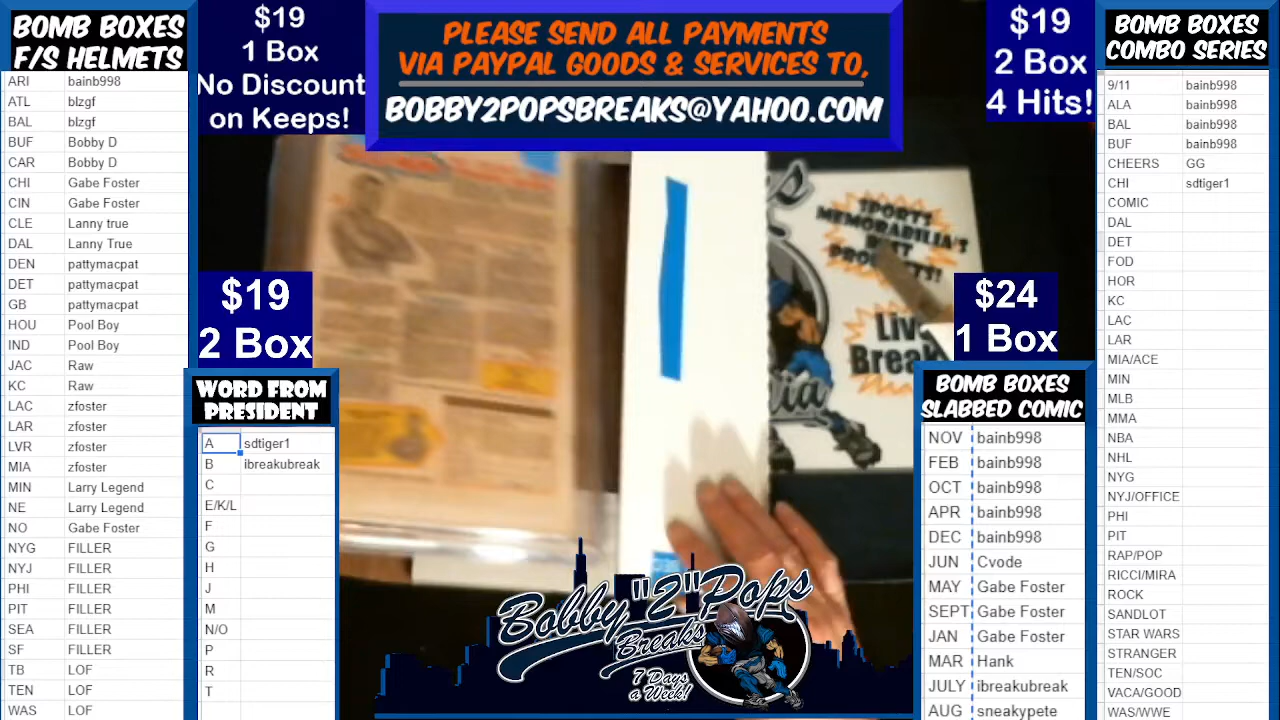 BOMB BOXES
F/S HELMETS
ARI bainb998
ATL blzgf
BAL blzgf
BUF Bobby D
CAR Bobby D
CHI Gabe Foster
CIN Gabe Foster
CLE Lanny true
DAL Lanny True
DEN pattymacpat
DET pattymacpat
GB pattymacpat
HOU Pool Boy
IND Pool Boy
JAC Raw
KC Raw
LAC zfoster
LAR zfoster
LVR zfoster
MIA zfoster
MIN Larry Legend
NE Larry Legend
NO Gabe Foster
NYG FILLER
NYJ FILLER
PHI FILLER
PIT FILLER
SEA FILLER
SF FILLER
TB LOF
TEN LOF
WAS LOF
$19
1 Box
No Discount
on Keeps!
$19
2 Box
WORD FROM
PRESIDENT
A sdtiger1
B ibreakubreak
C
E/K/L
F
G
H
J
M
N/O
P
R
T
PLEASE SEND ALL PAYMENTS
VIA PAYPAL GOODS & SERVICES TO,
BOBBY2POPSBREAKS@YAHOO.COM
SPORTS
MEMORABILIA'S
Bobby "2" Pops
Breaks
7 Days
a Week!
$19
2 Box
4 Hits!
$24
1 Box
BOMB BOXES
SLABBED COMIC
NOV bainb998
FEB bainb998
OCT bainb998
APR bainb998
DEC bainb998
JUN Cvode
MAY Gabe Foster
SEPT Gabe Foster
JAN Gabe Foster
MAR Hank
JULY ibreakubreak
AUG sneakypete
BOMB BOXES
COMBO SERIES
9/11 bainb998
ALA bainb998
BAL bainb998
BUF bainb998
CHEERS GG
CHI sdtiger1
COMIC
DAL
DET
FOD
HOR
KC
LAC
LAR
MIA/ACE
MIN
MLB
MMA
NBA
NHL
NYG
NYJ/OFFICE
PHI
PIT
RAP/POP
RICCI/MIRA
ROCK
SANDLOT
STAR WARS
STRANGER
TEN/SOC
VACA/GOOD
WAS/WWE